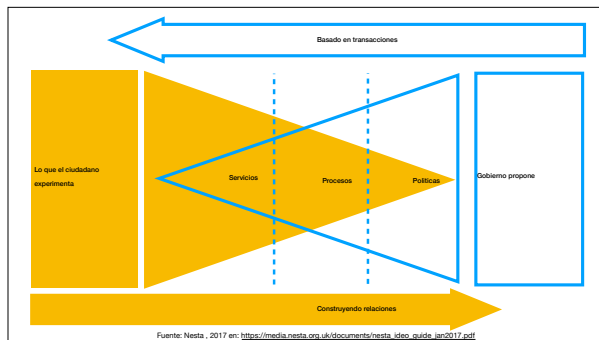 Basado en transacciones
Lo que el ciudadano
experimenta
Servicios
Procesos
Políticas
Gobierno propone
Construyendo relaciones
Fuente: Nesta , 2017 en: https://media.nesta.org.uk/documents/nesta_ideo_guide_jan2017.pdf